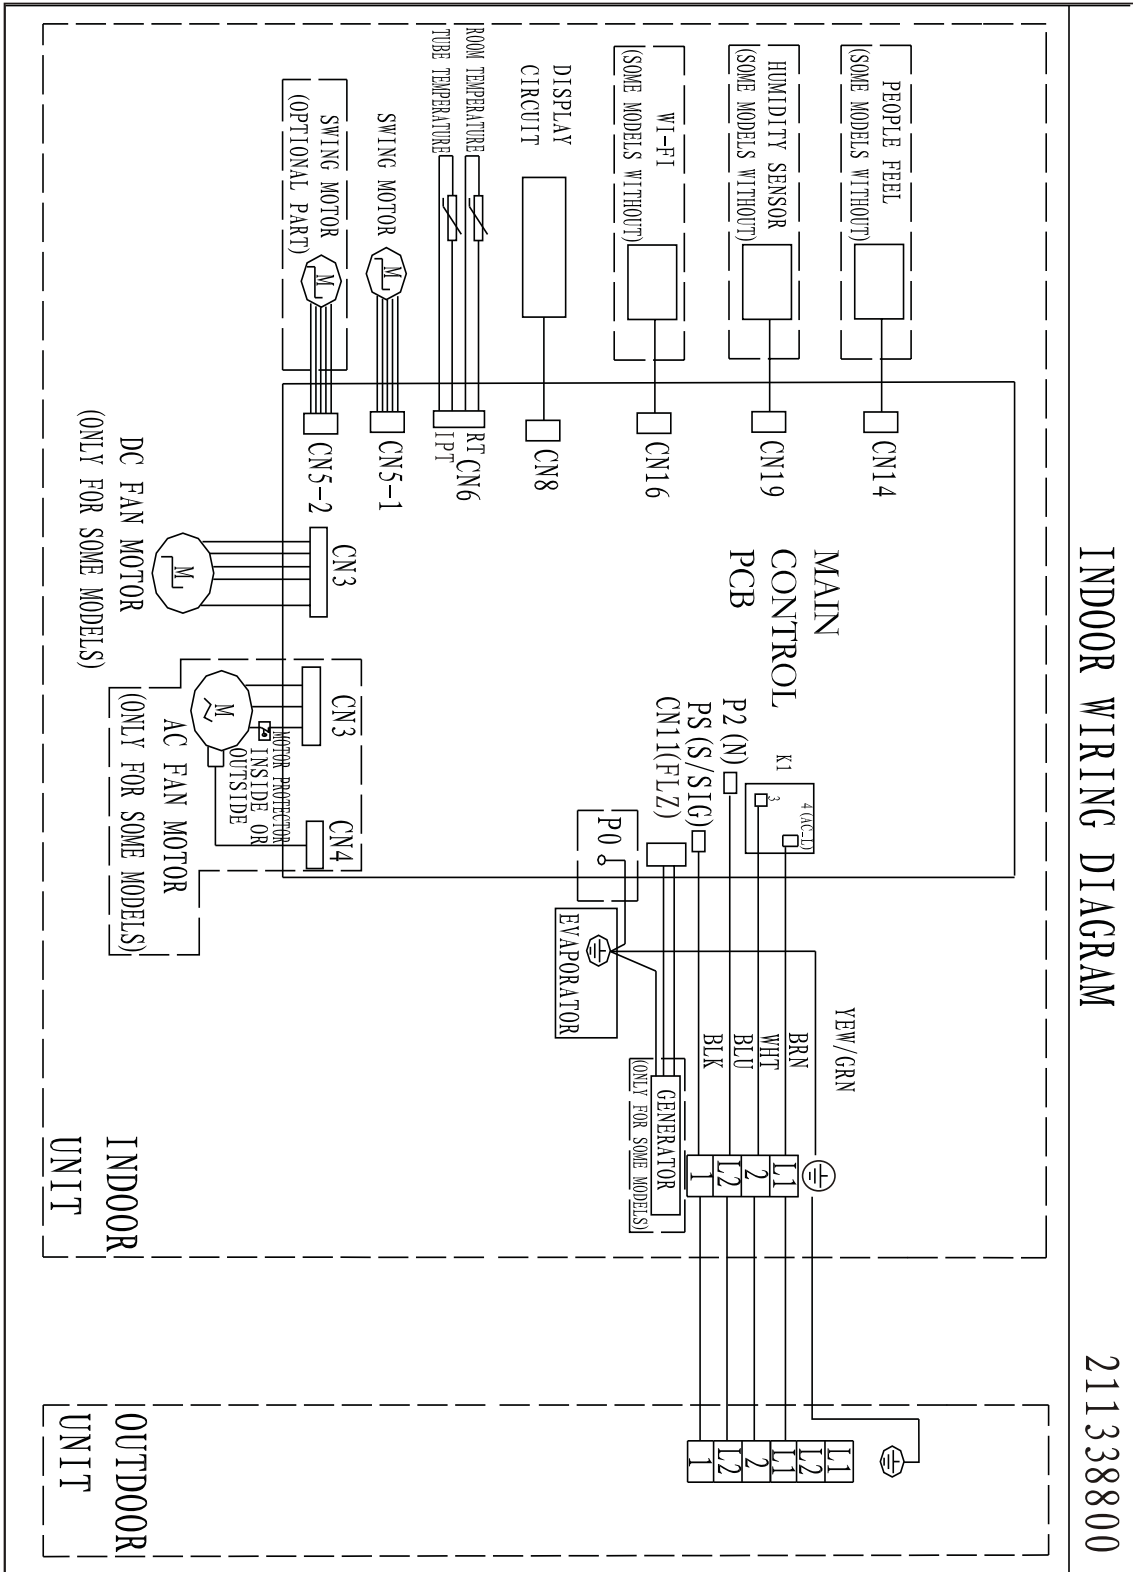 INDOOR WIRING DIAGRAM
211338800
PEOPLE FEEL
(SOME MODELS WITHOUT)
CN14
HUMIDITY SENSOR
(SOME MODELS WITHOUT)
CN19
WI-FI
(SOME MODELS WITHOUT)
CN16
DISPLAY
CIRCUIT
CN8
ROOM TEMPERATURE
TUBE TEMPERATURE
RT
IPT
CN6
SWING MOTOR
M
CN5-1
SWING MOTOR
(OPTIONAL PART)
M
CN5-2
MAIN
CONTROL
PCB
CN3
M
DC FAN MOTOR
(ONLY FOR SOME MODELS)
CN3
M
MOTOR PROTECTOR
INSIDE OR
OUTSIDE
CN4
AC FAN MOTOR
(ONLY FOR SOME MODELS)
K1
4(AC-L)
3
P2(N)
PS(S/SIG)
CN11(FLZ)
P0
EVAPORATOR
YEW/GRN
BRN
WHT
BLU
BLK
GENERATOR
(ONLY FOR SOME MODELS)
L1
2
L2
1
INDOOR
UNIT
L1
L2
L1
2
L2
1
OUTDOOR
UNIT